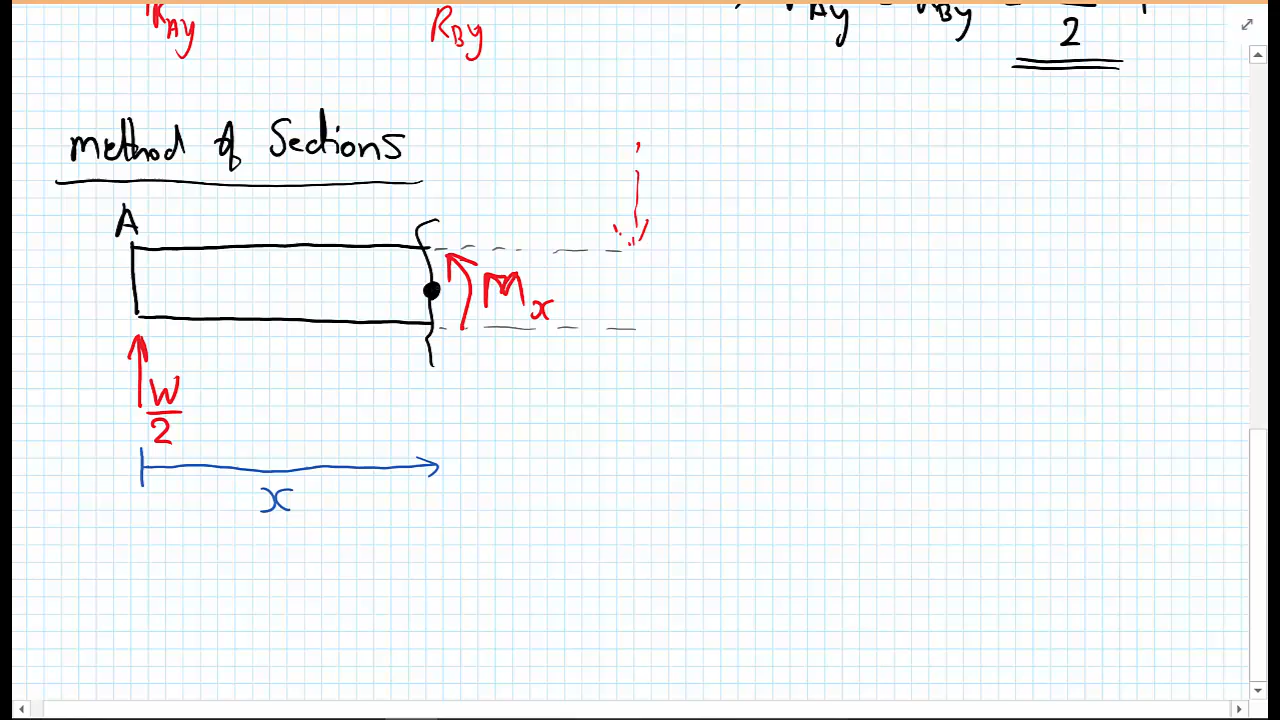 R_Ay R_By R_Ay = R_By = 2
method of Sections
A
M_x
W/2
x